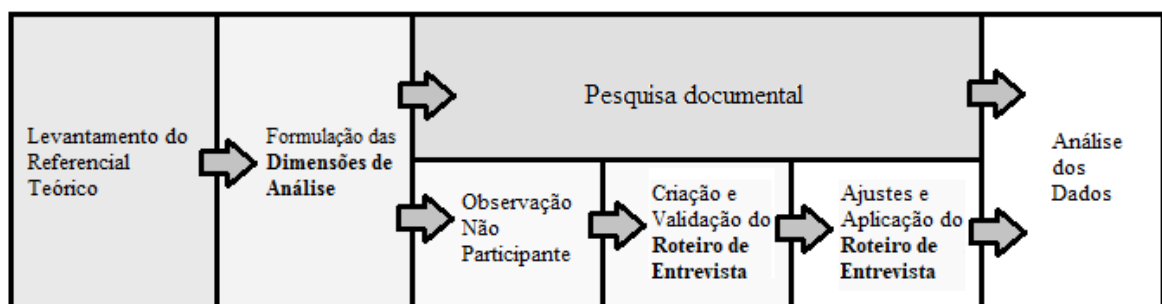 Levantamento do
Referencial
Teórico
Formulação das
Dimensões de
Análise
Pesquisa documental
Observação
Não
Participante
Criação e
Validação do
Roteiro de
Entrevista
Ajustes e
Aplicação do
Roteiro de
Entrevista
Análise
dos
Dados